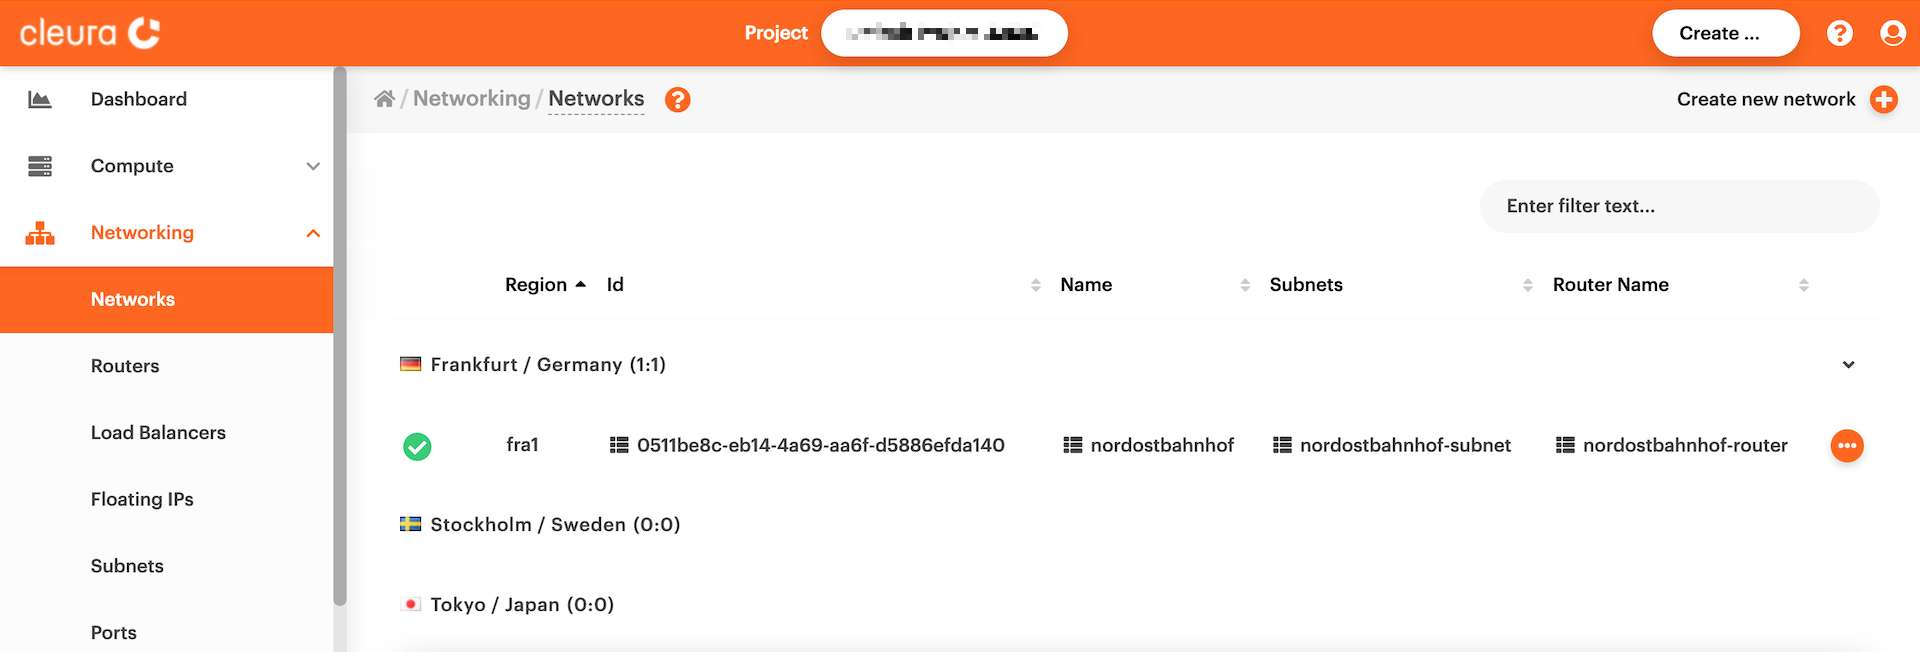 cleura
Project
Create ...
Dashboard
Compute
Networking
Networks
Routers
Load Balancers
Floating IPs
Subnets
Ports
/ Networking / Networks
Create new network
Enter filter text...
Region Id Name Subnets Router Name
Frankfurt / Germany (1:1)
fra1 0511be8c-eb14-4a69-aa6f-d5886efda140 nordostbahnhof nordostbahnhof-subnet nordostbahnhof-router
Stockholm / Sweden (0:0)
Tokyo / Japan (0:0)